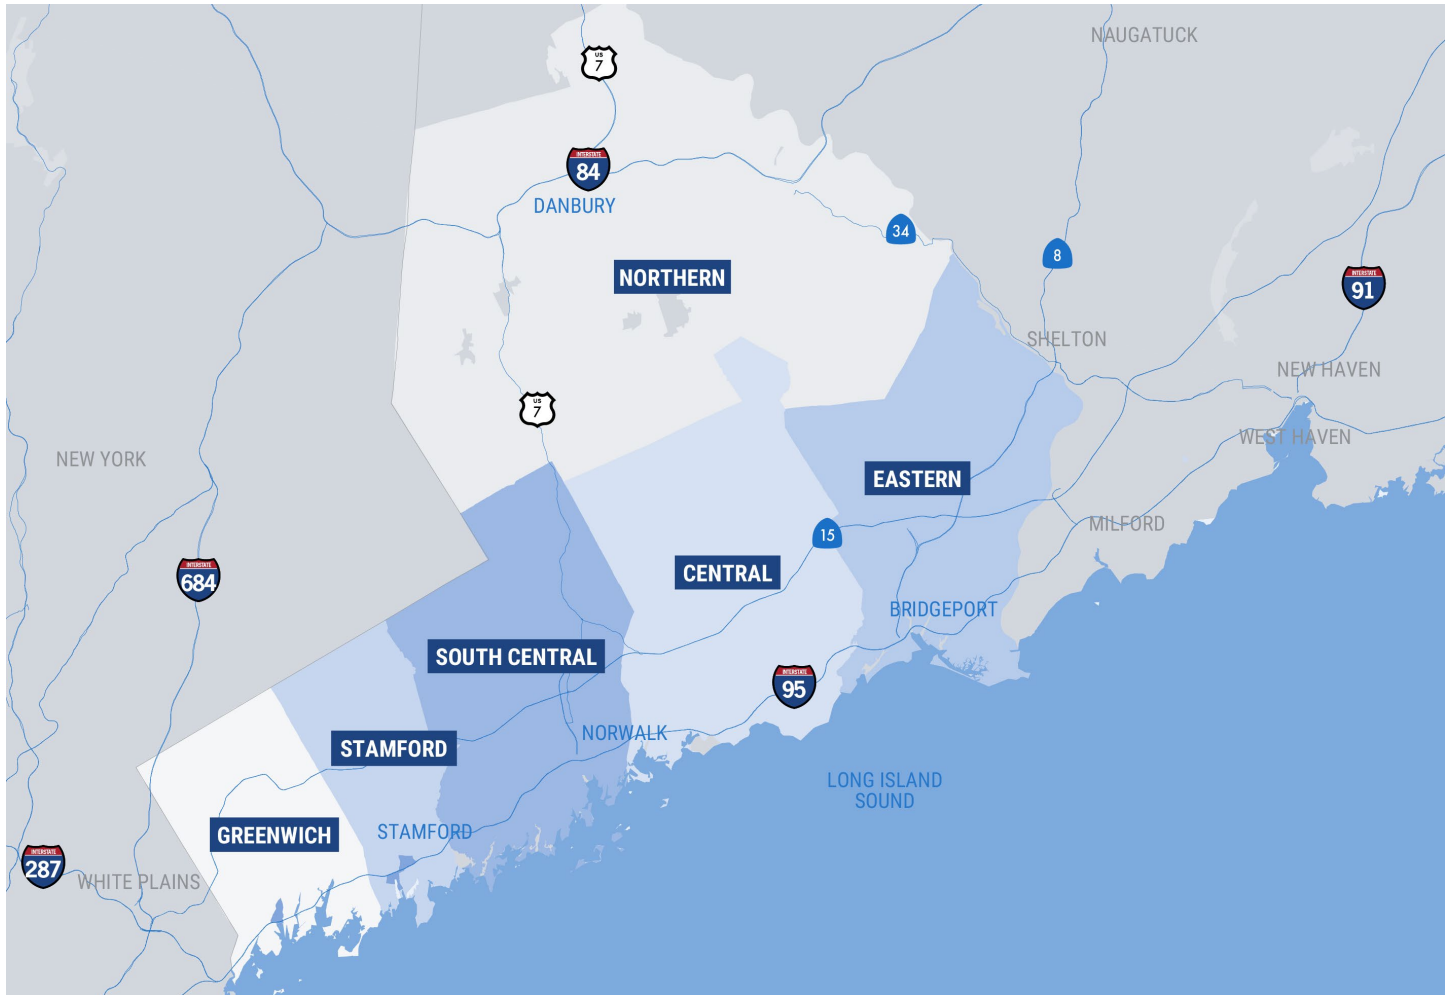 NAUGATUCK
US
7
INTERSTATE
84
DANBURY
34
8
NORTHERN
INTERSTATE
91
SHELTON
NEW HAVEN
US
7
WEST HAVEN
NEW YORK
EASTERN
MILFORD
15
INTERSTATE
684
CENTRAL
BRIDGEPORT
SOUTH CENTRAL
INTERSTATE
95
NORWALK
STAMFORD
LONG ISLAND
SOUND
GREENWICH
STAMFORD
INTERSTATE
287
WHITE PLAINS